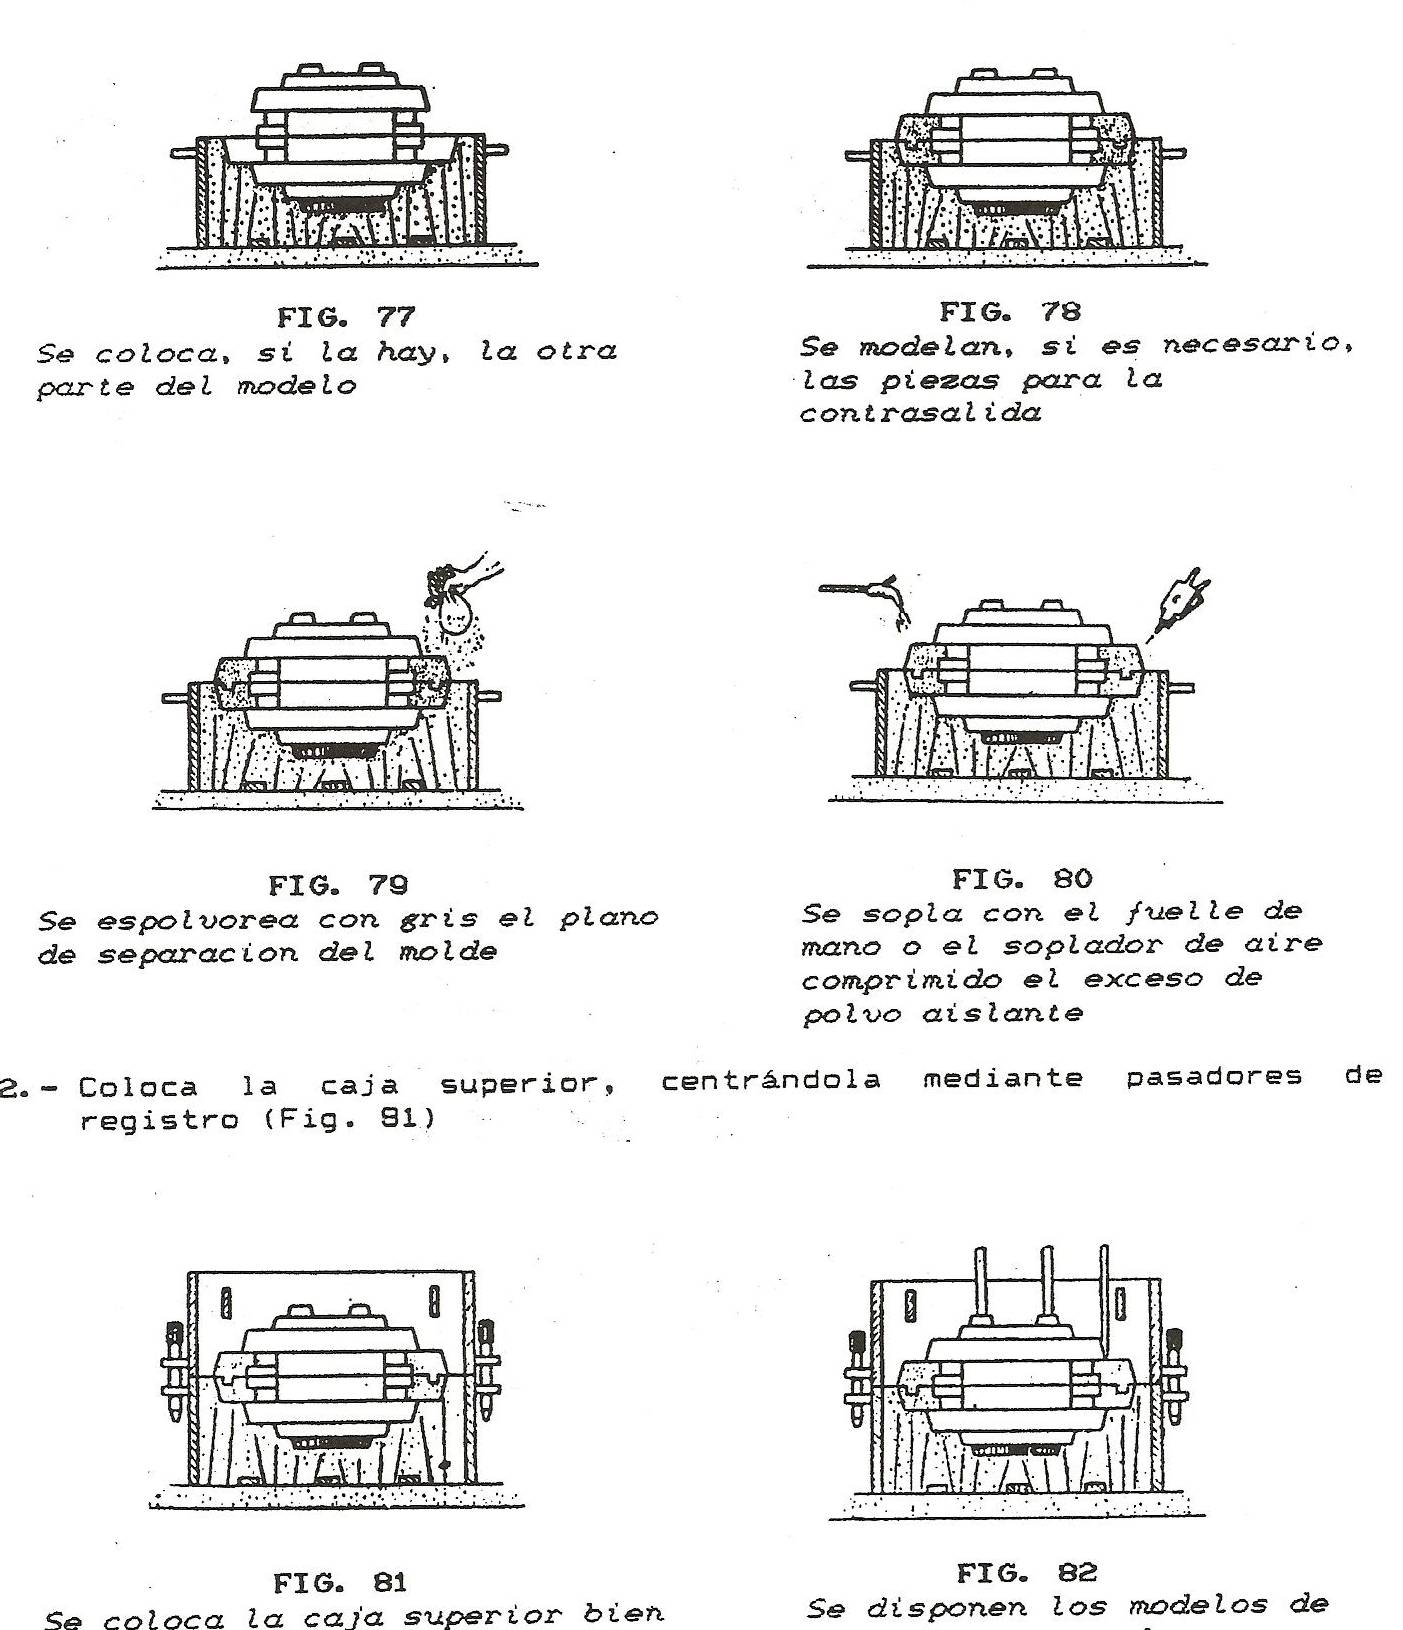 FIG. 77
Se coloca, si la hay, la otra
parte del modelo
FIG. 78
Se modelan, si es necesario,
las piezas para la
contrasalida
FIG. 79
Se espolvorea con gris el plano
de separacion del molde
FIG. 80
Se sopla con el fuelle de
mano o el soplador de aire
comprimido el exceso de
polvo aislante
2.- Coloca la caja superior, centrándola mediante pasadores de
registro (Fig. 81)
FIG. 81
Se coloca la caja superior bien
FIG. 82
Se disponen los modelos de